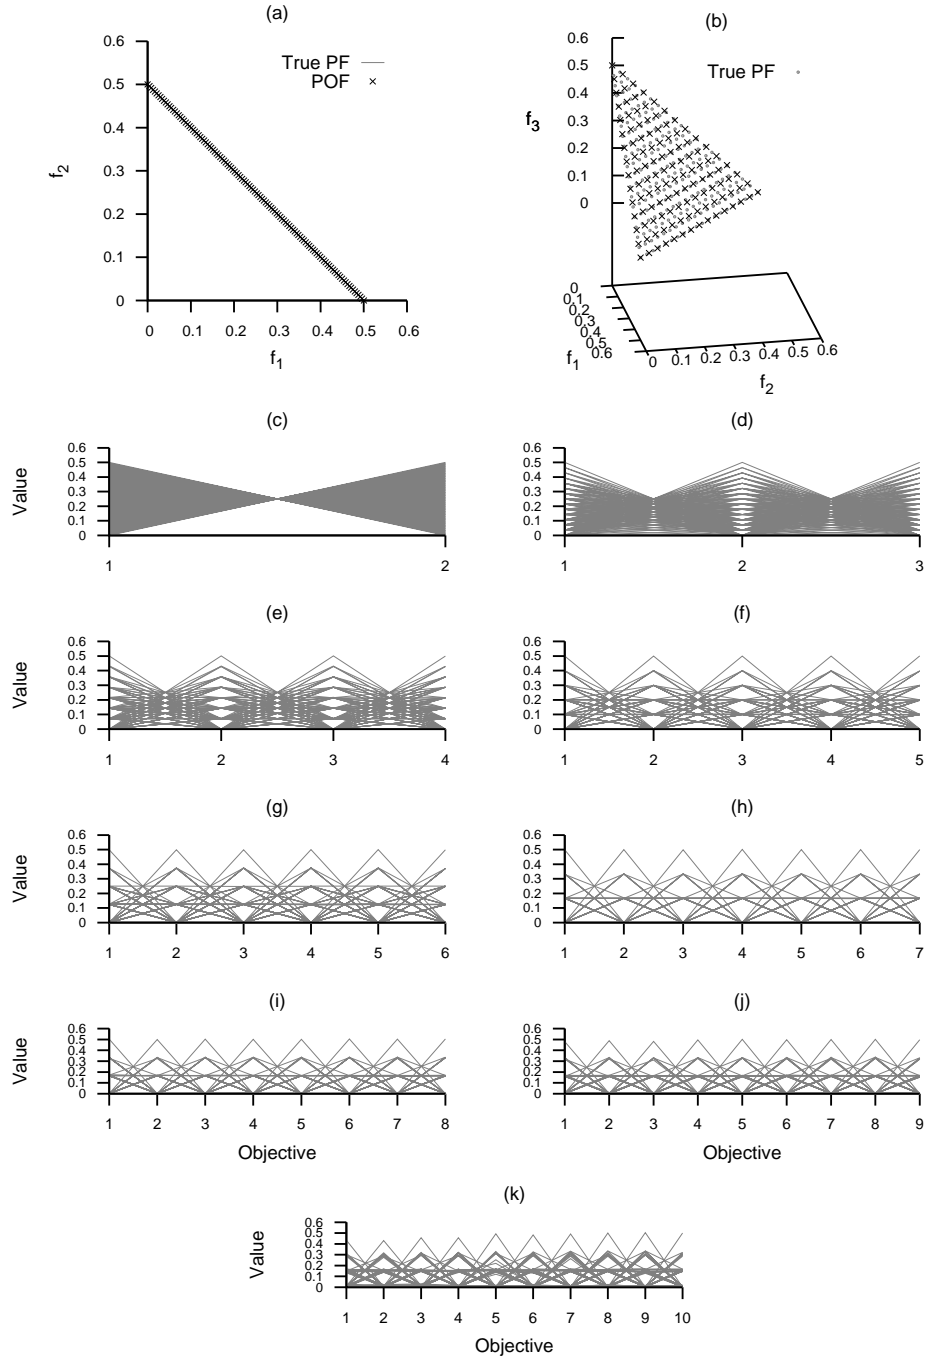 (a)
0.6
0.5
0.4
0.3
0.2
0.1
0
f2
True PF
POF
0 0.1 0.2 0.3 0.4 0.5 0.6
f1
(b)
0.6
0.5
0.4
0.3
0.2
0.1
0
f3
True PF
0
0.1
0.2
0.3
0.4
0.5
0.6
f1
0 0.1 0.2 0.3 0.4 0.5 0.6
f2
(c)
Value
0.6
0.5
0.4
0.3
0.2
0.1
0
1 2
(d)
0.6
0.5
0.4
0.3
0.2
0.1
0
1 2 3
(e)
Value
0.6
0.5
0.4
0.3
0.2
0.1
0
1 2 3 4
(f)
0.6
0.5
0.4
0.3
0.2
0.1
0
1 2 3 4 5
(g)
Value
0.6
0.5
0.4
0.3
0.2
0.1
0
1 2 3 4 5 6
(h)
0.6
0.5
0.4
0.3
0.2
0.1
0
1 2 3 4 5 6 7
(i)
Value
0.6
0.5
0.4
0.3
0.2
0.1
0
1 2 3 4 5 6 7 8
Objective
(j)
0.6
0.5
0.4
0.3
0.2
0.1
0
1 2 3 4 5 6 7 8 9
Objective
(k)
Value
0.6
0.5
0.4
0.3
0.2
0.1
0
1 2 3 4 5 6 7 8 9 10
Objective